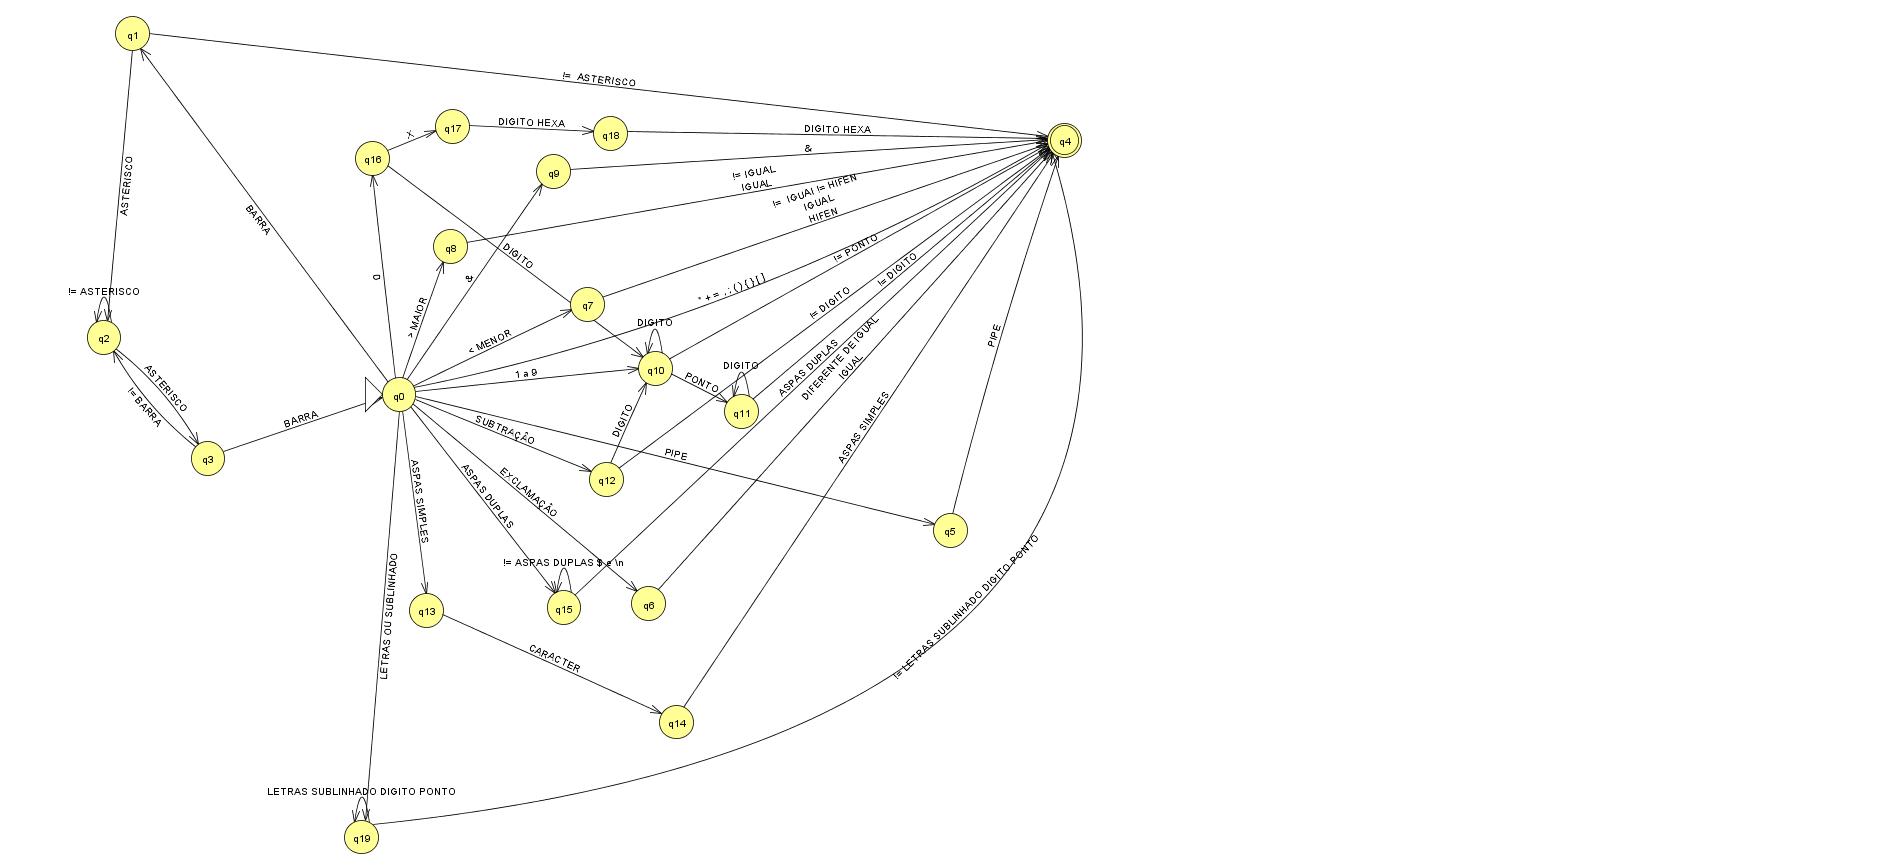 q1
!= ASTERISCO
q17
DIGITO HEXA
q18
DIGITO HEXA
q4
X
q16
&
q9
!= IGUAL
IGUAL
ASTERISCO
!= IGUAl != HIFEN
IGUAL
HIFEN
BARRA
q8
DIGITO
!= PONTO
0
&
!= DIGITO
* + = , ; ( ) { } [ ]
!= ASTERISCO
q7
!= DIGITO
> MAIOR
DIGITO
q2
< MENOR
PIPE
ASPAS DUPLAS
DIFERENTE DE IGUAL
IGUAL
q10
1 a 9
DIGITO
PONTO
ASTERISCO
!= BARRA
q0
q11
BARRA
DIGITO
SUBTRAÇÃO
ASPAS SIMPLES
q3
PIPE
q12
EXCLAMAÇÃO
ASPAS DUPLAS
ASPAS SIMPLES
q5
!= ASPAS DUPLAS $ e \n
q15
q6
q13
LETRAS OU SUBLINHADO
!= LETRAS SUBLINHADO DIGITO PONTO
CARACTER
q14
LETRAS SUBLINHADO DIGITO PONTO
q19